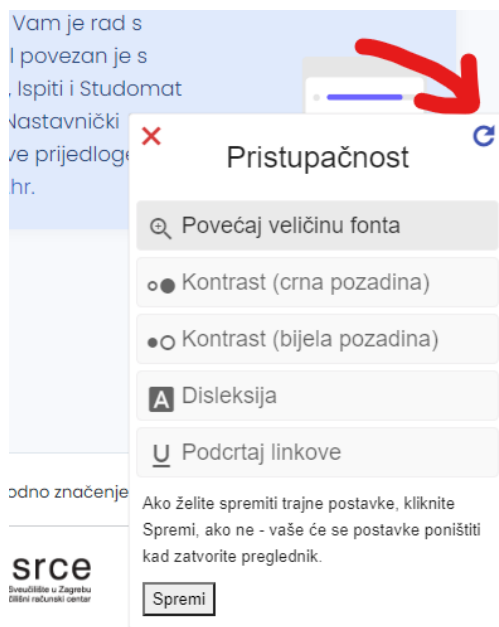 Vam je rad s
l povezan je s
, Ispiti i Studomat
Nastavnički
ve prijedloge
.hr.
Pristupačnost
Povećaj veličinu fonta
Kontrast (crna pozadina)
Kontrast (bijela pozadina)
A Disleksija
U Podcrtaj linkove
odno značenje
Ako želite spremiti trajne postavke, kliknite
Spremi, ako ne - vaše će se postavke poništiti
kad zatvorite preglednik.
Spremi
srce
Sveučilište u Zagrebu
čilišni računski centar